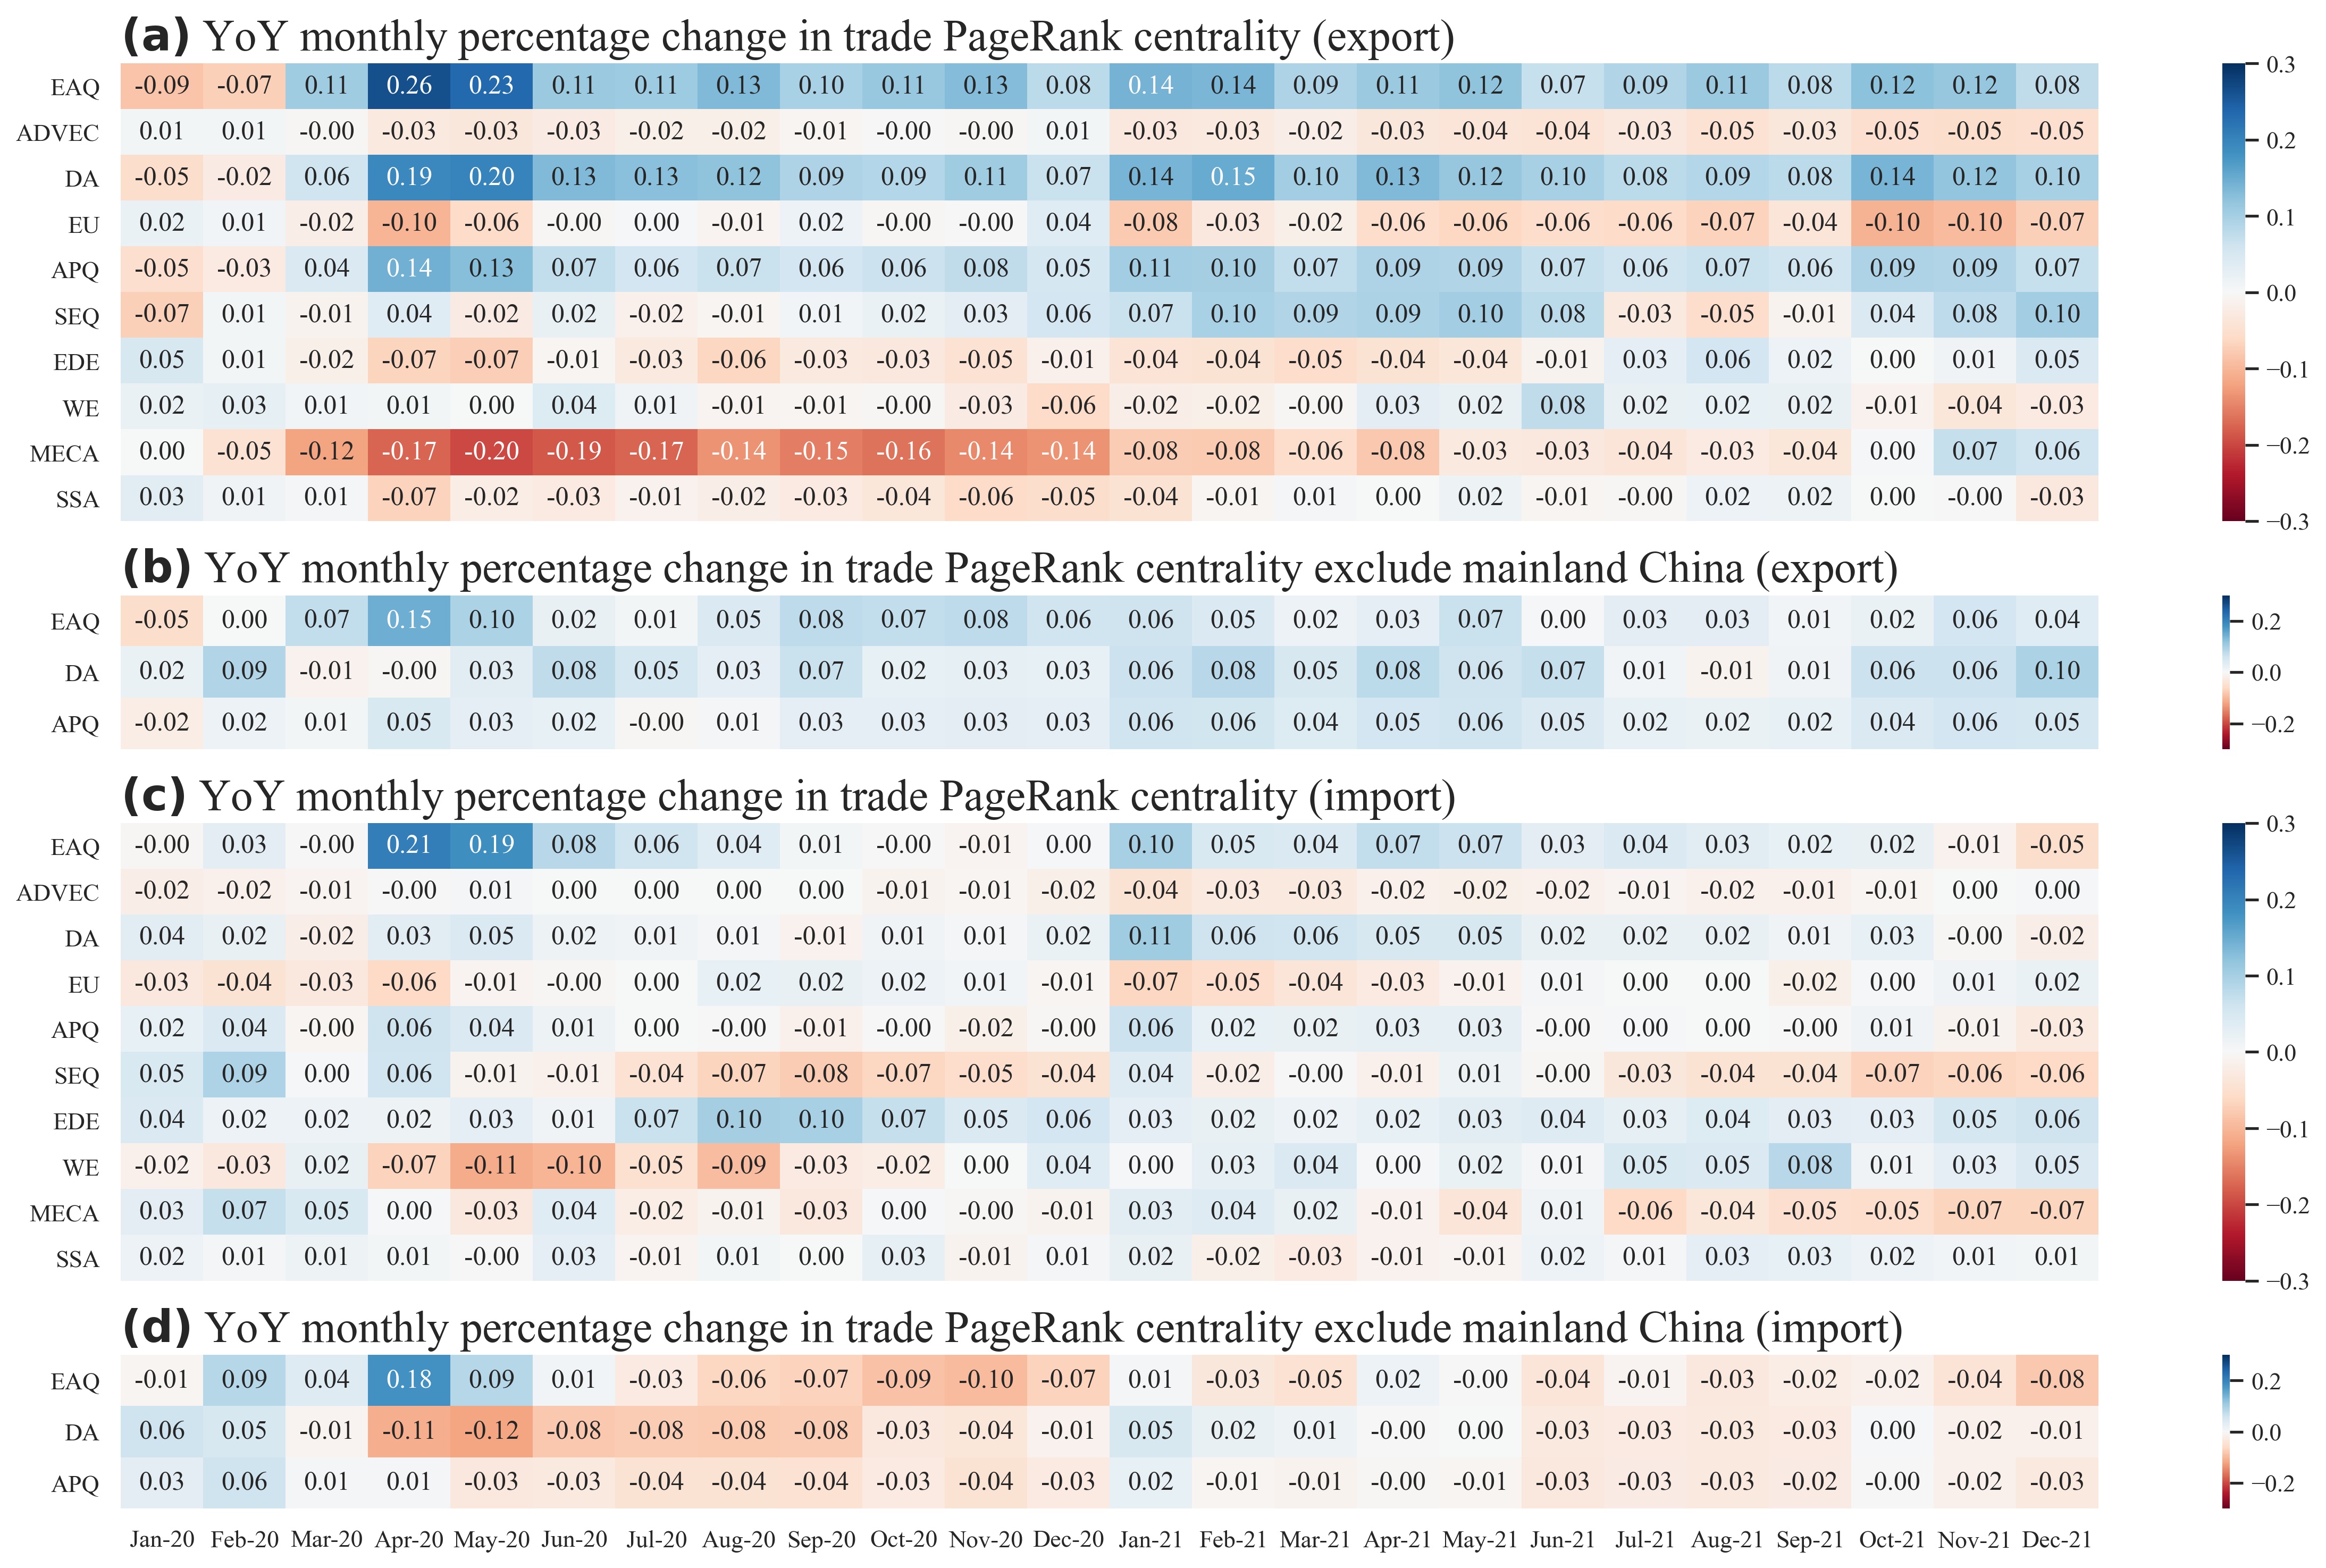 (a) YoY monthly percentage change in trade PageRank centrality (export)
EAQ -0.09 -0.07 0.11 0.26 0.23 0.11 0.11 0.13 0.10 0.11 0.13 0.08 0.14 0.14 0.09 0.11 0.12 0.07 0.09 0.11 0.08 0.12 0.12 0.08
ADVEC 0.01 0.01 -0.00 -0.03 -0.03 -0.03 -0.02 -0.02 -0.01 -0.00 -0.00 0.01 -0.03 -0.03 -0.02 -0.03 -0.04 -0.04 -0.03 -0.05 -0.03 -0.05 -0.05 -0.05
DA -0.05 -0.02 0.06 0.19 0.20 0.13 0.13 0.12 0.09 0.09 0.11 0.07 0.14 0.15 0.10 0.13 0.12 0.10 0.08 0.09 0.08 0.14 0.12 0.10
EU 0.02 0.01 -0.02 -0.10 -0.06 -0.00 0.00 -0.01 0.02 -0.00 -0.00 0.04 -0.08 -0.03 -0.02 -0.06 -0.06 -0.06 -0.06 -0.07 -0.04 -0.10 -0.10 -0.07
APQ -0.05 -0.03 0.04 0.14 0.13 0.07 0.06 0.07 0.06 0.06 0.08 0.05 0.11 0.10 0.07 0.09 0.09 0.07 0.06 0.07 0.06 0.09 0.09 0.07
SEQ -0.07 0.01 -0.01 0.04 -0.02 0.02 -0.02 -0.01 0.01 0.02 0.03 0.06 0.07 0.10 0.09 0.09 0.10 0.08 -0.03 -0.05 -0.01 0.04 0.08 0.10
EDE 0.05 0.01 -0.02 -0.07 -0.07 -0.01 -0.03 -0.06 -0.03 -0.03 -0.05 -0.01 -0.04 -0.04 -0.05 -0.04 -0.04 -0.01 0.03 0.06 0.02 0.00 0.01 0.05
WE 0.02 0.03 0.01 0.01 0.00 0.04 0.01 -0.01 -0.01 -0.00 -0.03 -0.06 -0.02 -0.02 -0.00 0.03 0.02 0.08 0.02 0.02 0.02 -0.01 -0.04 -0.03
MECA 0.00 -0.05 -0.12 -0.17 -0.20 -0.19 -0.17 -0.14 -0.15 -0.16 -0.14 -0.14 -0.08 -0.08 -0.06 -0.08 -0.03 -0.03 -0.04 -0.03 -0.04 0.00 0.07 0.06
SSA 0.03 0.01 0.01 -0.07 -0.02 -0.03 -0.01 -0.02 -0.03 -0.04 -0.06 -0.05 -0.04 -0.01 0.01 0.00 0.02 -0.01 -0.00 0.02 0.02 0.00 -0.00 -0.03
0.3
0.2
0.1
0.0
−0.1
−0.2
−0.3
(b) YoY monthly percentage change in trade PageRank centrality exclude mainland China (export)
EAQ -0.05 0.00 0.07 0.15 0.10 0.02 0.01 0.05 0.08 0.07 0.08 0.06 0.06 0.05 0.02 0.03 0.07 0.00 0.03 0.03 0.01 0.02 0.06 0.04
DA 0.02 0.09 -0.01 -0.00 0.03 0.08 0.05 0.03 0.07 0.02 0.03 0.03 0.06 0.08 0.05 0.08 0.06 0.07 0.01 -0.01 0.01 0.06 0.06 0.10
APQ -0.02 0.02 0.01 0.05 0.03 0.02 -0.00 0.01 0.03 0.03 0.03 0.03 0.06 0.06 0.04 0.05 0.06 0.05 0.02 0.02 0.02 0.04 0.06 0.05
0.2
0.0
−0.2
(c) YoY monthly percentage change in trade PageRank centrality (import)
EAQ -0.00 0.03 -0.00 0.21 0.19 0.08 0.06 0.04 0.01 -0.00 -0.01 0.00 0.10 0.05 0.04 0.07 0.07 0.03 0.04 0.03 0.02 0.02 -0.01 -0.05
ADVEC -0.02 -0.02 -0.01 -0.00 0.01 0.00 0.00 0.00 0.00 -0.01 -0.01 -0.02 -0.04 -0.03 -0.03 -0.02 -0.02 -0.02 -0.01 -0.02 -0.01 -0.01 0.00 0.00
DA 0.04 0.02 -0.02 0.03 0.05 0.02 0.01 0.01 -0.01 0.01 0.01 0.02 0.11 0.06 0.06 0.05 0.05 0.02 0.02 0.02 0.01 0.03 -0.00 -0.02
EU -0.03 -0.04 -0.03 -0.06 -0.01 -0.00 0.00 0.02 0.02 0.02 0.01 -0.01 -0.07 -0.05 -0.04 -0.03 -0.01 0.01 0.00 0.00 -0.02 0.00 0.01 0.02
APQ 0.02 0.04 -0.00 0.06 0.04 0.01 0.00 -0.00 -0.01 -0.00 -0.02 -0.00 0.06 0.02 0.02 0.03 0.03 -0.00 0.00 0.00 -0.00 0.01 -0.01 -0.03
SEQ 0.05 0.09 0.00 0.06 -0.01 -0.01 -0.04 -0.07 -0.08 -0.07 -0.05 -0.04 0.04 -0.02 -0.00 -0.01 0.01 -0.00 -0.03 -0.04 -0.04 -0.07 -0.06 -0.06
EDE 0.04 0.02 0.02 0.02 0.03 0.01 0.07 0.10 0.10 0.07 0.05 0.06 0.03 0.02 0.02 0.02 0.03 0.04 0.03 0.04 0.03 0.03 0.05 0.06
WE -0.02 -0.03 0.02 -0.07 -0.11 -0.10 -0.05 -0.09 -0.03 -0.02 0.00 0.04 0.00 0.03 0.04 0.00 0.02 0.01 0.05 0.05 0.08 0.01 0.03 0.05
MECA 0.03 0.07 0.05 0.00 -0.03 0.04 -0.02 -0.01 -0.03 0.00 -0.00 -0.01 0.03 0.04 0.02 -0.01 -0.04 0.01 -0.06 -0.04 -0.05 -0.05 -0.07 -0.07
SSA 0.02 0.01 0.01 0.01 -0.00 0.03 -0.01 0.01 0.00 0.03 -0.01 0.01 0.02 -0.02 -0.03 -0.01 -0.01 0.02 0.01 0.03 0.03 0.02 0.01 0.01
0.3
0.2
0.1
0.0
−0.1
−0.2
−0.3
(d) YoY monthly percentage change in trade PageRank centrality exclude mainland China (import)
EAQ -0.01 0.09 0.04 0.18 0.09 0.01 -0.03 -0.06 -0.07 -0.09 -0.10 -0.07 0.01 -0.03 -0.05 0.02 -0.00 -0.04 -0.01 -0.03 -0.02 -0.02 -0.04 -0.08
DA 0.06 0.05 -0.01 -0.11 -0.12 -0.08 -0.08 -0.08 -0.08 -0.03 -0.04 -0.01 0.05 0.02 0.01 -0.00 0.00 -0.03 -0.03 -0.03 -0.03 0.00 -0.02 -0.01
APQ 0.03 0.06 0.01 0.01 -0.03 -0.03 -0.04 -0.04 -0.04 -0.03 -0.04 -0.03 0.02 -0.01 -0.01 -0.00 -0.01 -0.03 -0.03 -0.03 -0.02 -0.00 -0.02 -0.03
0.2
0.0
−0.2
Jan-20 Feb-20 Mar-20 Apr-20 May-20 Jun-20 Jul-20 Aug-20 Sep-20 Oct-20 Nov-20 Dec-20 Jan-21 Feb-21 Mar-21 Apr-21 May-21 Jun-21 Jul-21 Aug-21 Sep-21 Oct-21 Nov-21 Dec-21